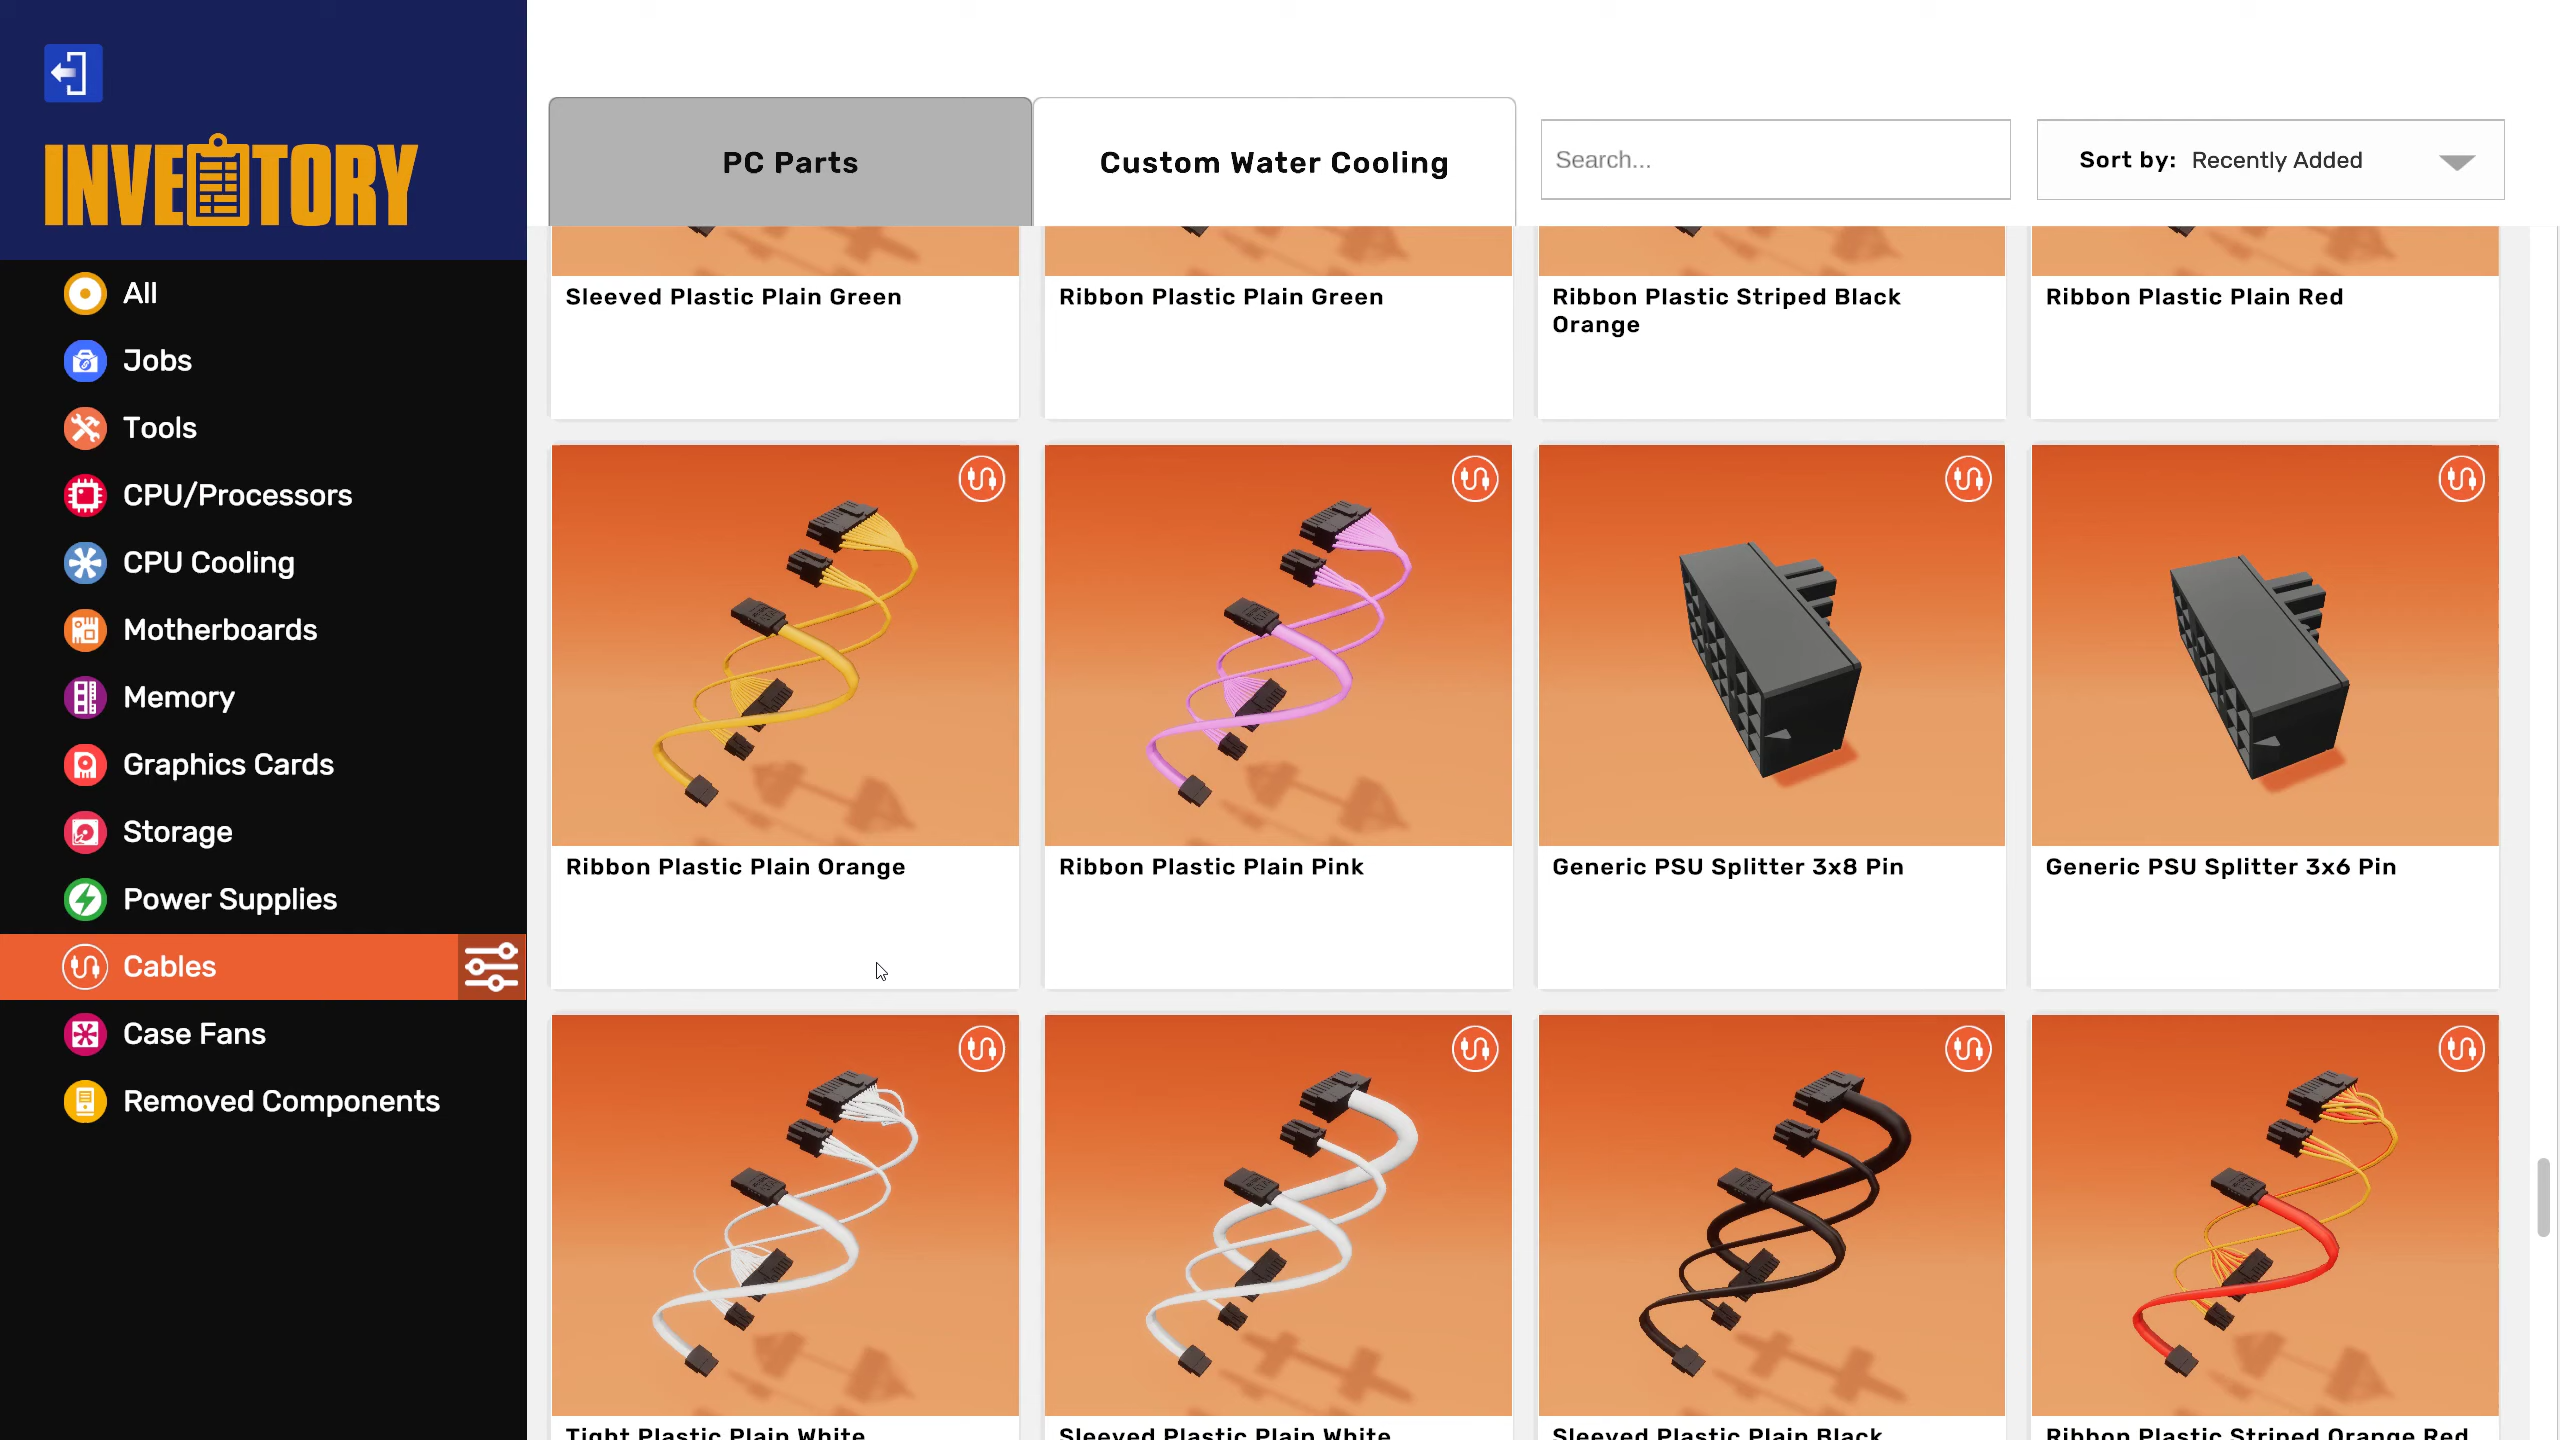 INVENTORY
All
Jobs
Tools
CPU/Processors
CPU Cooling
Motherboards
Memory
Graphics Cards
Storage
Power Supplies
Cables
Case Fans
Removed Components
PC Parts
Custom Water Cooling
Search...
Sort by: Recently Added
Sleeved Plastic Plain Green
Ribbon Plastic Plain Green
Ribbon Plastic Striped Black
Orange
Ribbon Plastic Plain Red
Ribbon Plastic Plain Orange
Ribbon Plastic Plain Pink
Generic PSU Splitter 3x8 Pin
Generic PSU Splitter 3x6 Pin
Tight Plastic Plain White
Sleeved Plastic Plain White
Sleeved Plastic Plain Black
Ribbon Plastic Striped Orange Red